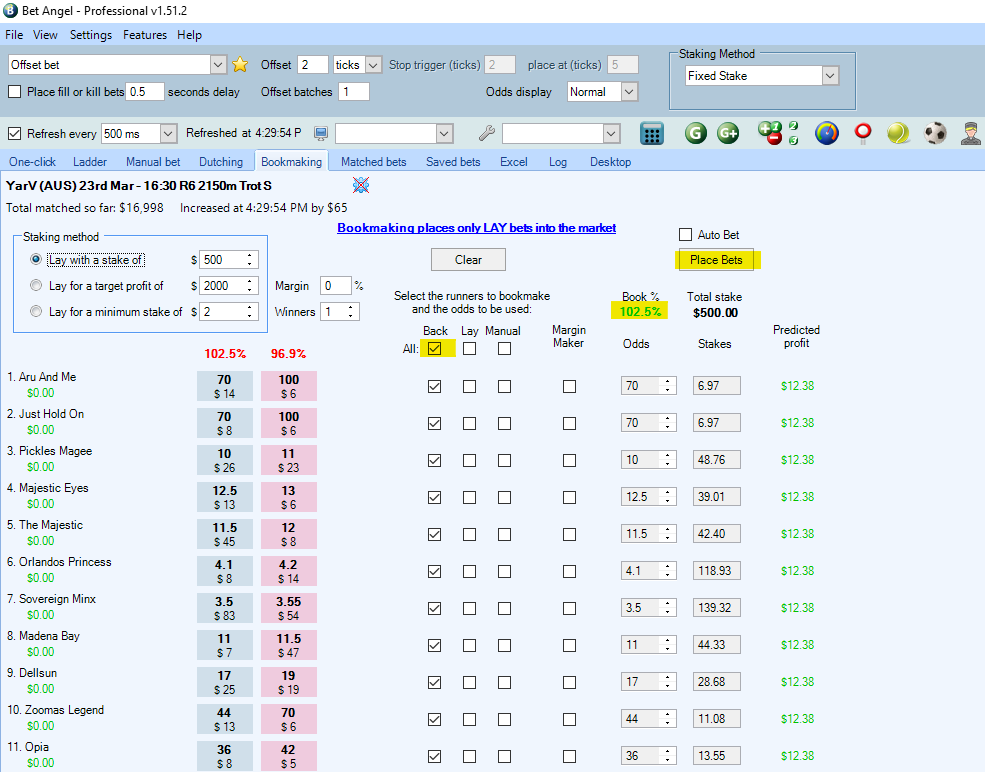 Bet Angel - Professional v1.51.2
File View Settings Features Help
Offset bet Offset 2 ticks Stop trigger (ticks) 2 place at (ticks) 5 Staking Method
Fixed Stake
Place fill or kill bets 0.5 seconds delay Offset batches 1 Odds display Normal
Refresh every 500 ms Refreshed at 4:29:54 P G G+
One-click Ladder Manual bet Dutching Bookmaking Matched bets Saved bets Excel Log Desktop
YarV (AUS) 23rd Mar - 16:30 R6 2150m Trot S
Total matched so far: $16,998 Increased at 4:29:54 PM by $65
Bookmaking places only LAY bets into the market
Staking method Auto Bet
Lay with a stake of $ 500 Clear Place Bets
Lay for a target profit of $ 2000 Margin 0 %
Lay for a minimum stake of $ 2 Winners 1
Select the runners to bookmake
and the odds to be used:
Book % Total stake
102.5% $500.00
Back Lay Manual Margin Maker Odds Stakes Predicted profit
All:
102.5% 96.9%
1. Aru And Me 70 100 70 6.97 $12.38
$0.00 $ 14 $ 6
2. Just Hold On 70 100 70 6.97 $12.38
$0.00 $ 8 $ 6
3. Pickles Magee 10 11 10 48.76 $12.38
$0.00 $ 26 $ 23
4. Majestic Eyes 12.5 13 12.5 39.01 $12.38
$0.00 $ 13 $ 6
5. The Majestic 11.5 12 11.5 42.40 $12.38
$0.00 $ 45 $ 8
6. Orlandos Princess 4.1 4.2 4.1 118.93 $12.38
$0.00 $ 8 $ 14
7. Sovereign Minx 3.5 3.55 3.5 139.32 $12.38
$0.00 $ 83 $ 54
8. Madena Bay 11 11.5 11 44.33 $12.38
$0.00 $ 7 $ 47
9. Dellsun 17 19 17 28.68 $12.38
$0.00 $ 25 $ 19
10. Zoomas Legend 44 70 44 11.08 $12.38
$0.00 $ 13 $ 6
11. Opia 36 42 36 13.55 $12.38
$0.00 $ 8 $ 5